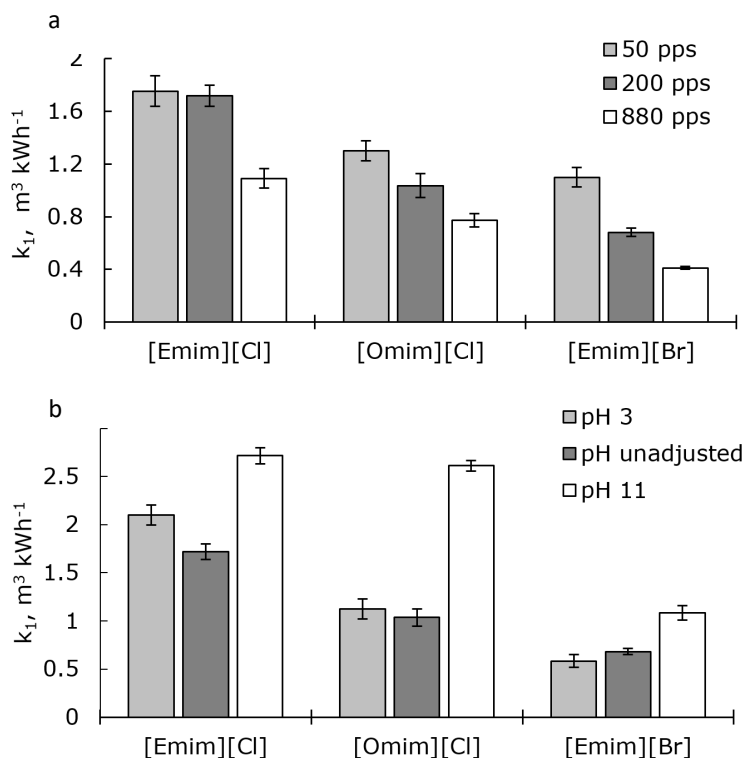 a
2
1.6
1.2
0.8
0.4
0
k₁, m³ kWh⁻¹
50 pps
200 pps
880 pps
[Emim][Cl] [Omim][Cl] [Emim][Br]
b
2.5
2
1.5
1
0.5
0
k₁, m³ kWh⁻¹
pH 3
pH unadjusted
pH 11
[Emim][Cl] [Omim][Cl] [Emim][Br]